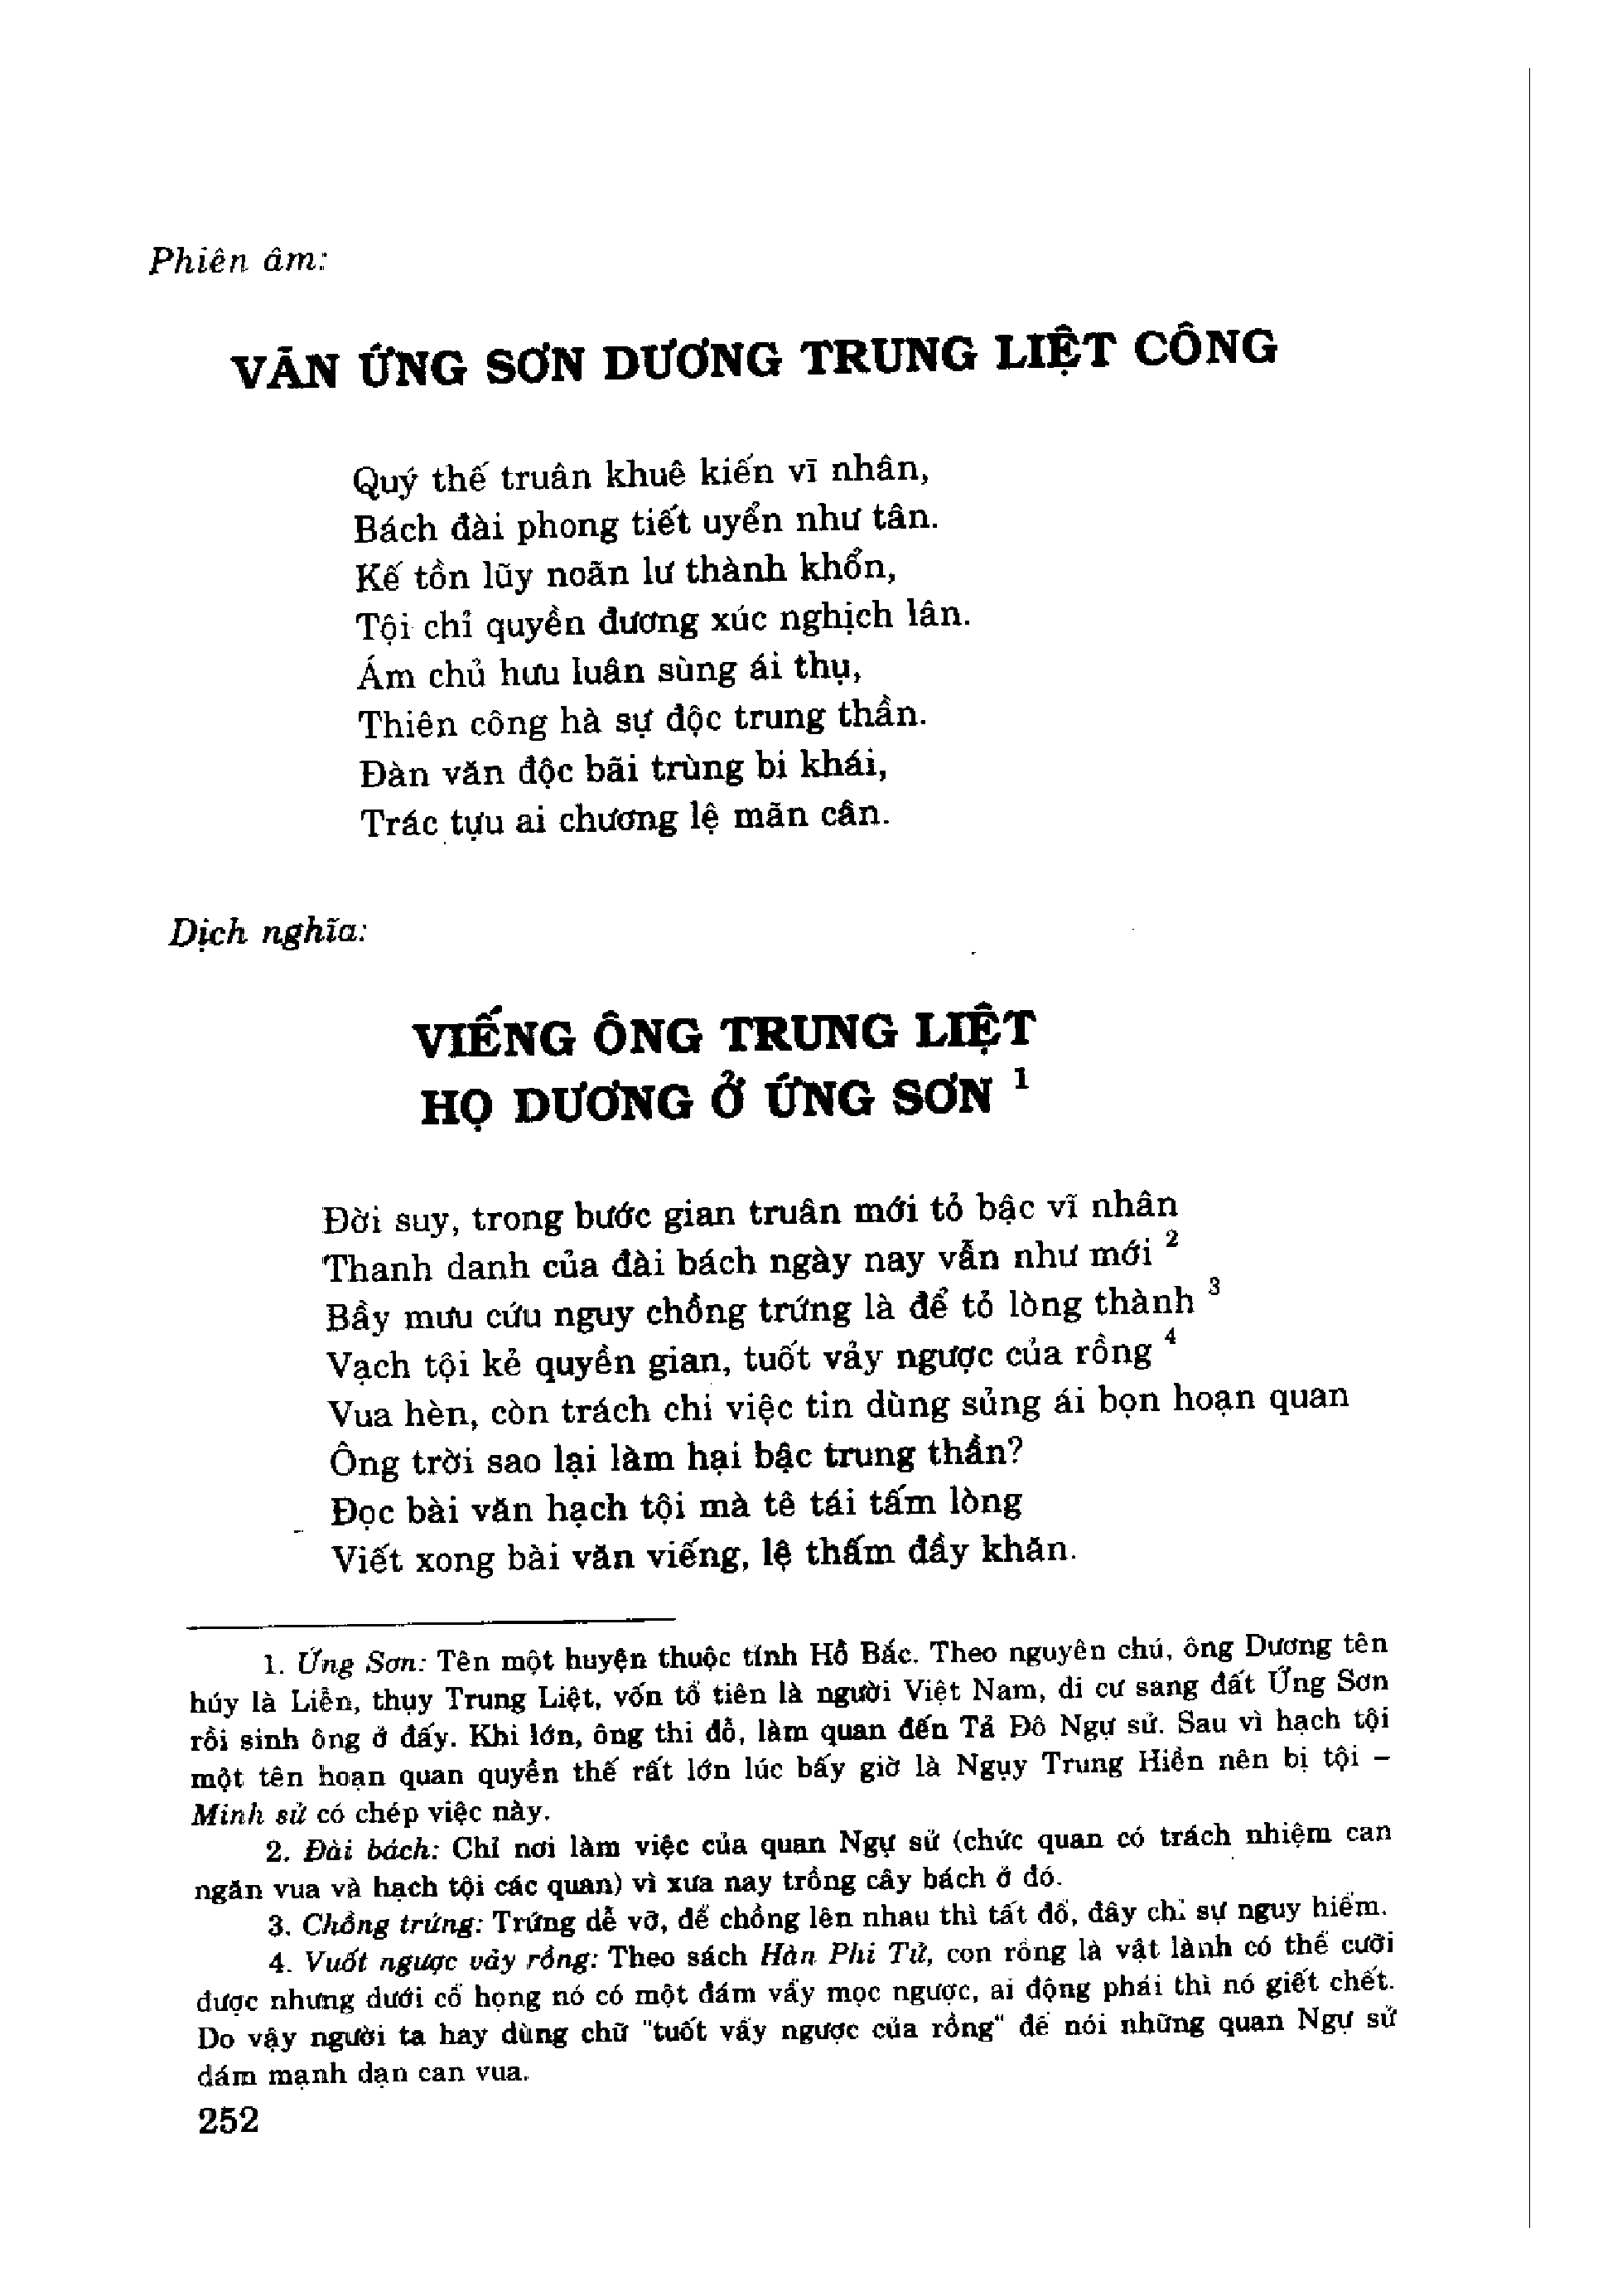 Phiên âm:
VÃN ỨNG SƠN DƯƠNG TRUNG LIỆT CÔNG
Quý thế truân khuê kiến vĩ nhân,
Bách đài phong tiết uyển như tân.
Kế tồn lũy noãn lư thành khổn,
Tội chỉ quyền đương xúc nghịch lân.
Ám chủ hưu luân sùng ái thụ,
Thiên công hà sự độc trung thần.
Đàn văn độc bãi trùng bi khái,
Trác tựu ai chương lệ mãn cân.
Dịch nghĩa:
VIẾNG ÔNG TRUNG LIỆT
HỌ DƯƠNG Ở ỨNG SƠN 1
Đời suy, trong bước gian truân mới tỏ bậc vĩ nhân
Thanh danh của đài bách ngày nay vẫn như mới 2
Bầy mưu cứu nguy chồng trứng là để tỏ lòng thành 3
Vạch tội kẻ quyền gian, tuốt vảy ngược của rồng 4
Vua hèn, còn trách chi việc tin dùng sủng ái bọn hoạn quan
Ông trời sao lại làm hại bậc trung thần?
Đọc bài văn hạch tội mà tê tái tấm lòng
Viết xong bài văn viếng, lệ thấm đầy khăn.
1. Ứng Sơn: Tên một huyện thuộc tỉnh Hồ Bắc. Theo nguyên chú, ông Dương tên
húy là Liễn, thụy Trung Liệt, vốn tổ tiên là người Việt Nam, di cư sang đất Ứng Sơn
rồi sinh ông ở đấy. Khi lớn, ông thi đỗ, làm quan đến Tả Đô Ngự sử. Sau vì hạch tội
một tên hoạn quan quyền thế rất lớn lúc bấy giờ là Ngụy Trung Hiền nên bị tội –
Minh sử có chép việc này.
2. Đài bách: Chỉ nơi làm việc của quan Ngự sử (chức quan có trách nhiệm can
ngăn vua và hạch tội các quan) vì xưa nay trồng cây bách ở đó.
3. Chồng trứng: Trứng dễ vỡ, để chồng lên nhau thì tất đổ, đây chỉ sự nguy hiểm.
4. Vuốt ngược vảy rồng: Theo sách Hàn Phi Tử, con rồng là vật lành có thể cưỡi
được nhưng dưới cổ họng nó có một đám vẩy mọc ngược, ai động phải thì nó giết chết.
Do vậy người ta hay dùng chữ "tuốt vẩy ngược của rồng" để nói những quan Ngự sử
dám mạnh dạn can vua.
252